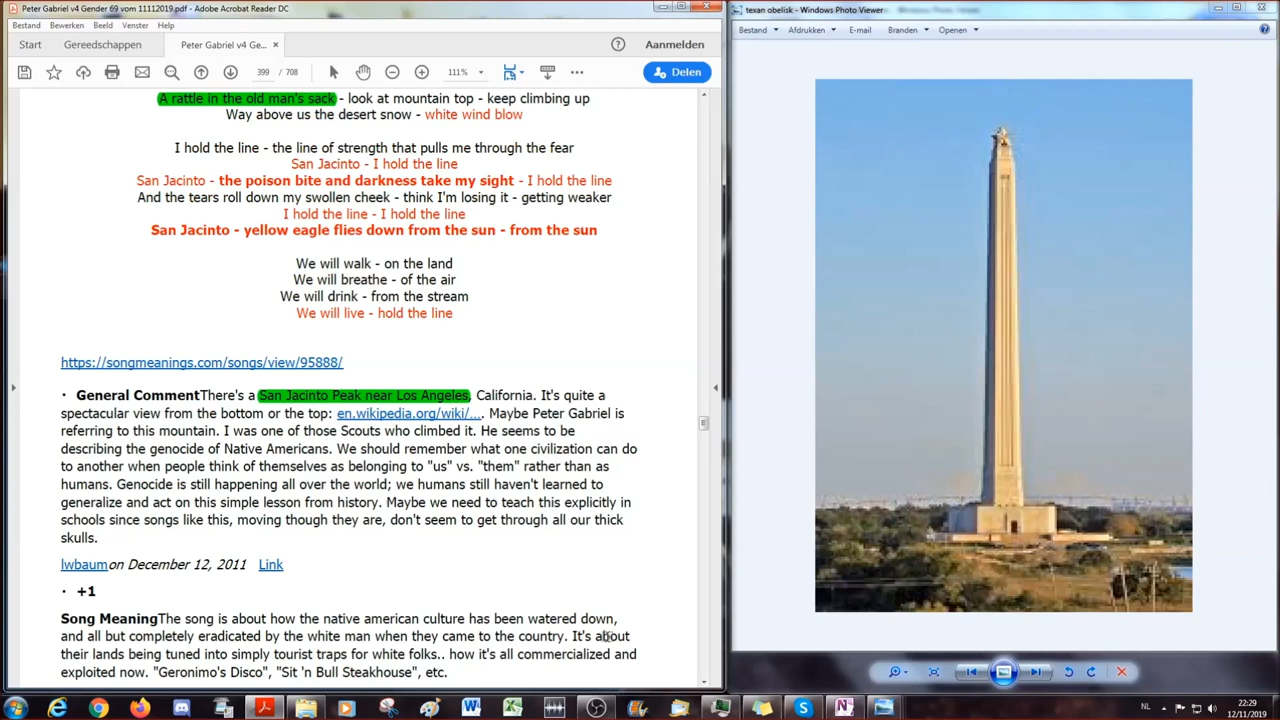 Peter Gabriel v4 Gender 69 vom 11112019.pdf - Adobe Acrobat Reader DC
Bestand Bewerken Beeld Venster Help
Start Gereedschappen Peter Gabriel v4 Ge... × Aanmelden
399 / 708 111% Delen
A rattle in the old man's sack - look at mountain top - keep climbing up
Way above us the desert snow - white wind blow
I hold the line - the line of strength that pulls me through the fear
San Jacinto - I hold the line
San Jacinto - the poison bite and darkness take my sight - I hold the line
And the tears roll down my swollen cheek - think I'm losing it - getting weaker
I hold the line - I hold the line
San Jacinto - yellow eagle flies down from the sun - from the sun
We will walk - on the land
We will breathe - of the air
We will drink - from the stream
We will live - hold the line
https://songmeanings.com/songs/view/95888/
· General CommentThere's a San Jacinto Peak near Los Angeles, California. It's quite a
spectacular view from the bottom or the top: en.wikipedia.org/wiki/.... Maybe Peter Gabriel is
referring to this mountain. I was one of those Scouts who climbed it. He seems to be
describing the genocide of Native Americans. We should remember what one civilization can do
to another when people think of themselves as belonging to "us" vs. "them" rather than as
humans. Genocide is still happening all over the world; we humans still haven't learned to
generalize and act on this simple lesson from history. Maybe we need to teach this explicitly in
schools since songs like this, moving though they are, don't seem to get through all our thick
skulls.
lwbaumon December 12, 2011 Link
· +1
Song MeaningThe song is about how the native american culture has been watered down,
and all but completely eradicated by the white man when they came to the country. It's about
their lands being tuned into simply tourist traps for white folks.. how it's all commercialized and
exploited now. "Geronimo's Disco", "Sit 'n Bull Steakhouse", etc.
texan obelisk - Windows Photo Viewer
Bestand Afdrukken E-mail Branden Openen
NL 22:29
12/11/2019